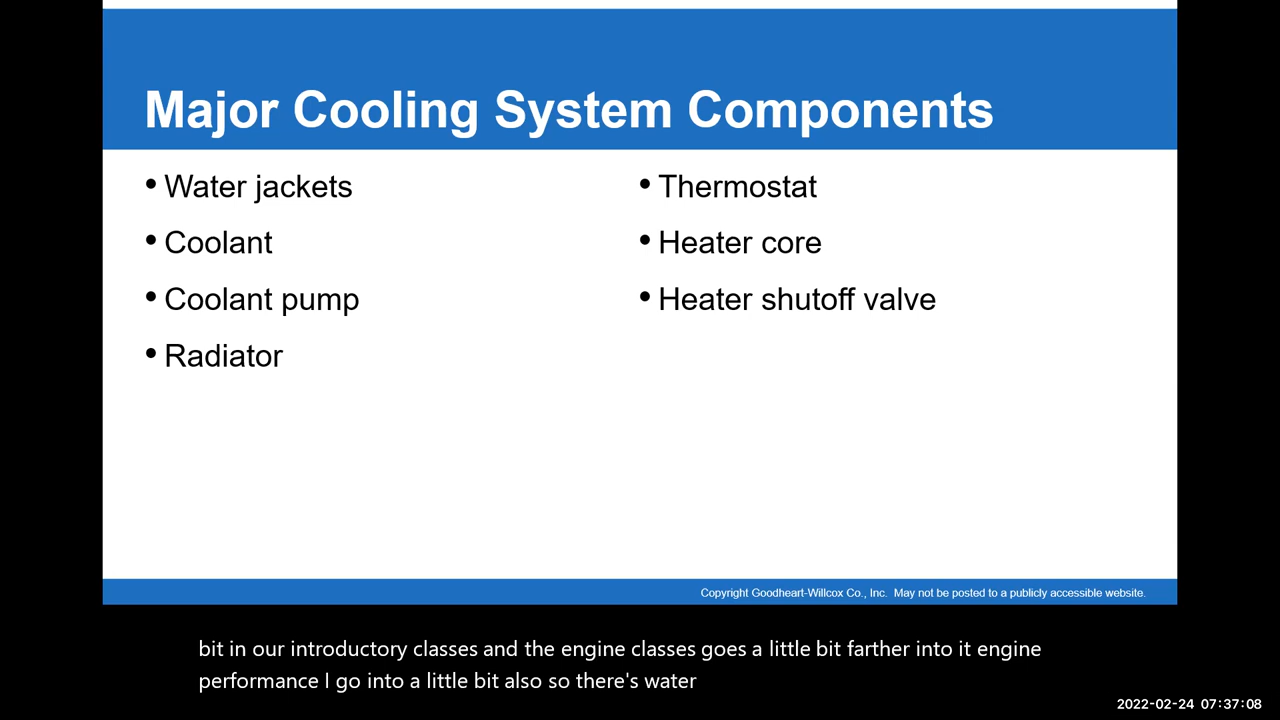 Major Cooling System Components
• Water jackets
• Coolant
• Coolant pump
• Radiator
• Thermostat
• Heater core
• Heater shutoff valve
Copyright Goodheart-Willcox Co., Inc. May not be posted to a publicly accessible website.
bit in our introductory classes and the engine classes goes a little bit farther into it engine
performance I go into a little bit also so there's water
2022-02-24 07:37:08